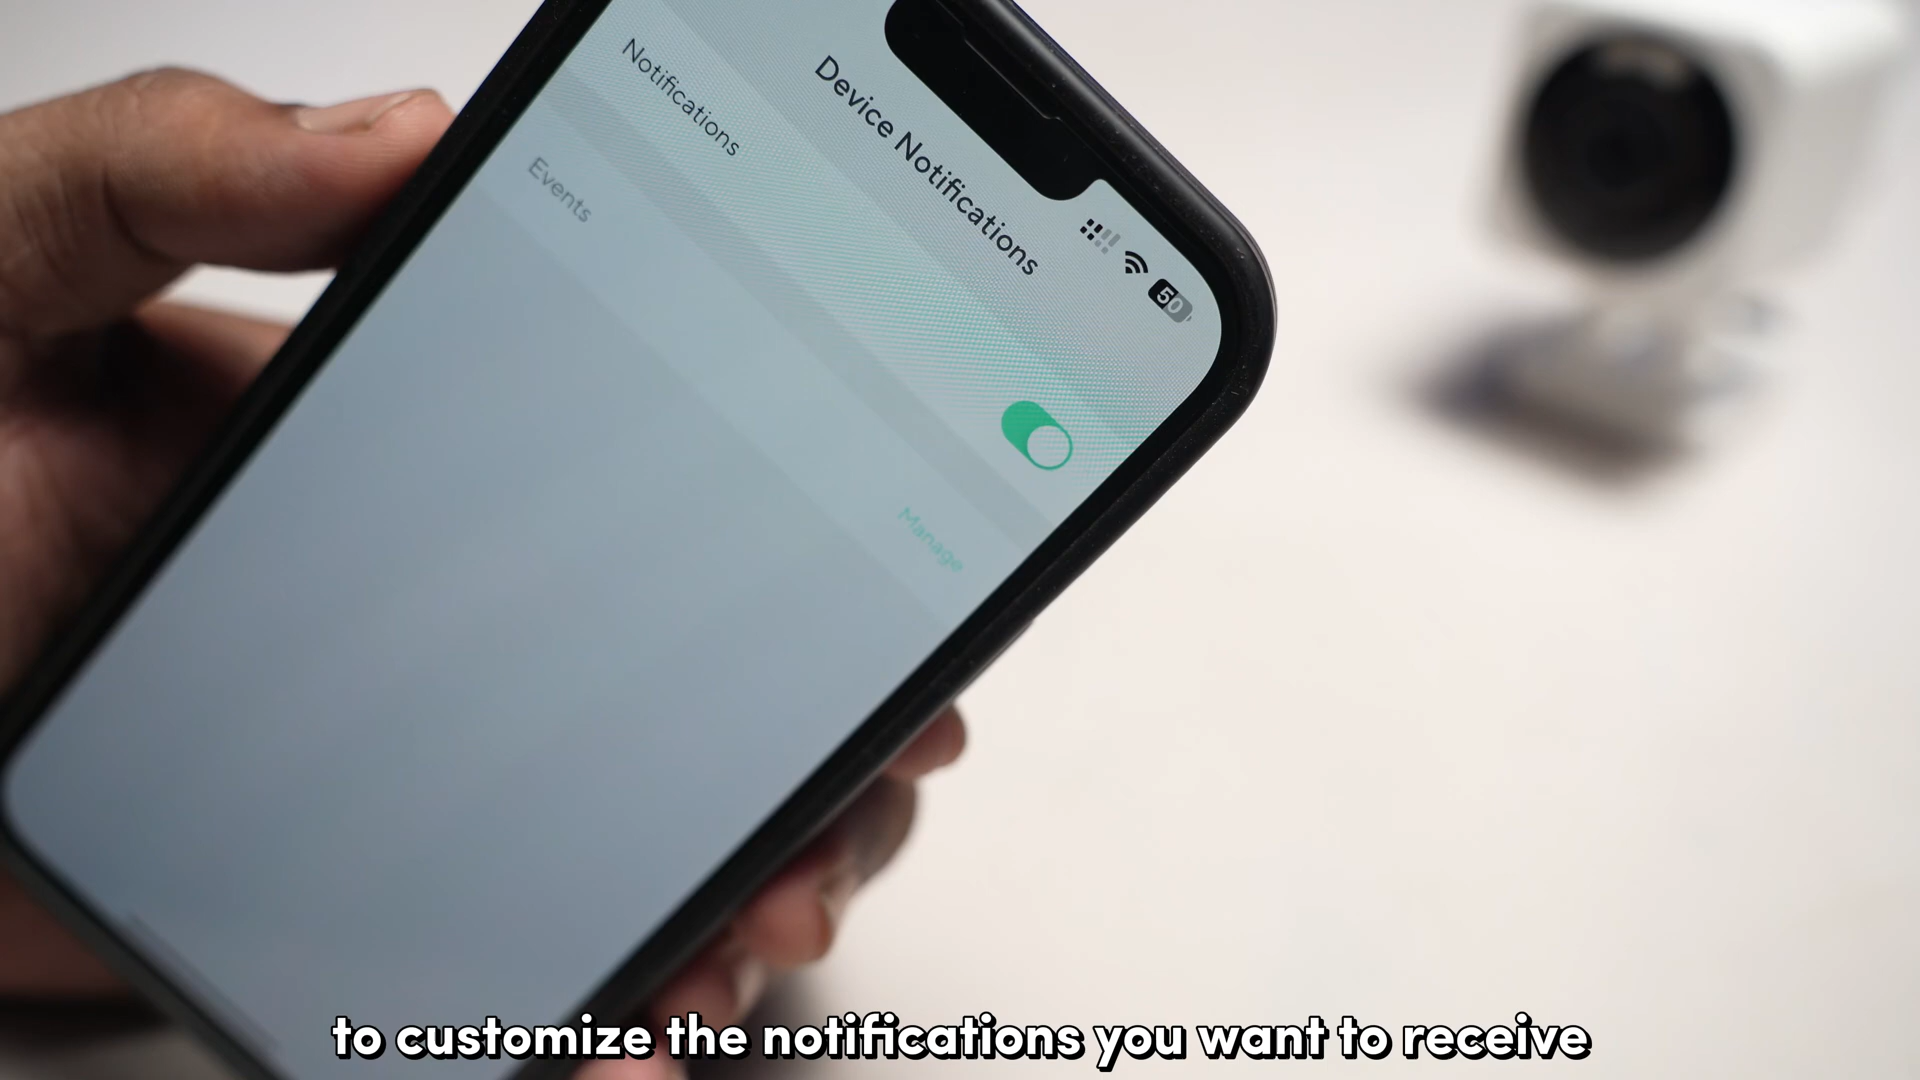 50
Device Notifications
Notifications
Events
Manage
to customize the notifications you want to receive